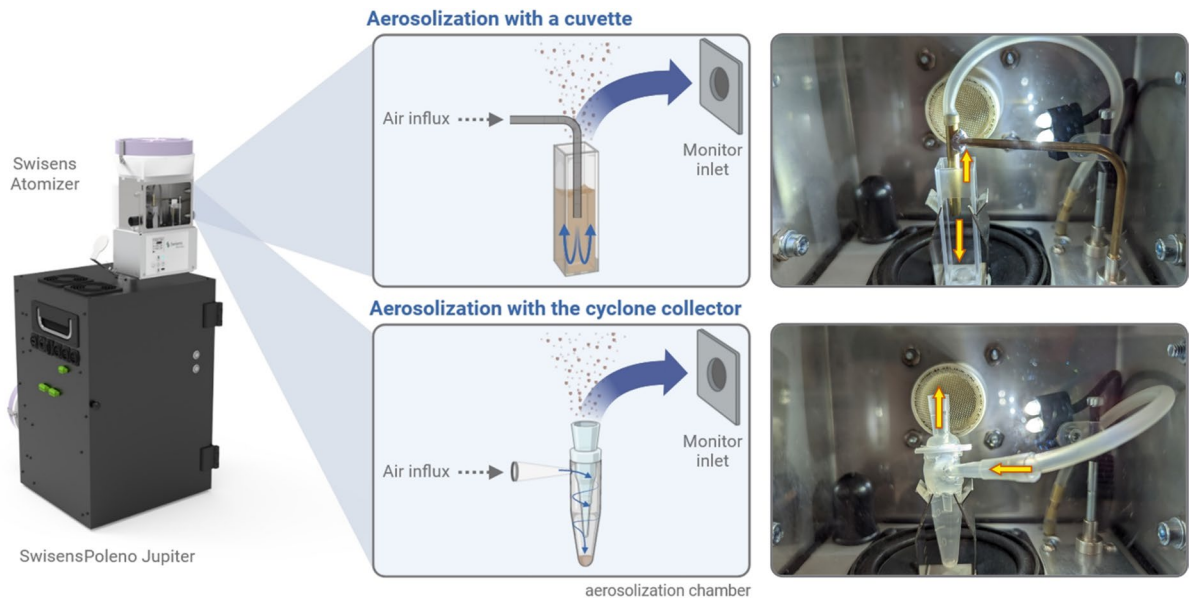 Aerosolization with a cuvette
Air influx
Monitor
inlet
Swisens
Atomizer
Aerosolization with the cyclone collector
Air influx
Monitor
inlet
SwisensPoleno Jupiter
aerosolization chamber